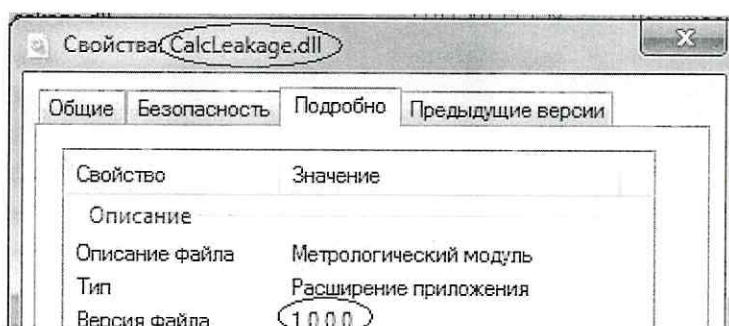 Свойства: CalcLeakage.dll
Общие Безопасность Подробно Предыдущие версии
Свойство Значение
Описание
Описание файла Метрологический модуль
Тип Расширение приложения
Версия файла 1.0.0.0